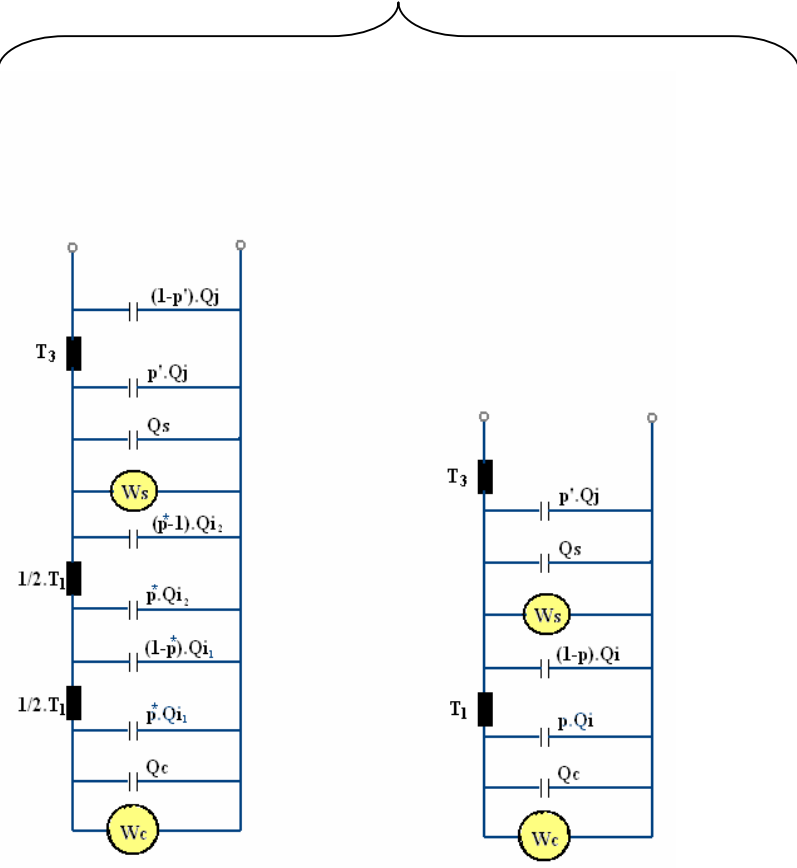 (1-p').Qj
T3
p'.Qj
Qs
Ws
(p*-1).Qi2
1/2.T1
p*.Qi2
(1-p*).Qi1
1/2.T1
p*.Qi1
Qc
Wc
T3
p'.Qj
Qs
Ws
(1-p).Qi
T1
p.Qi
Qc
Wc